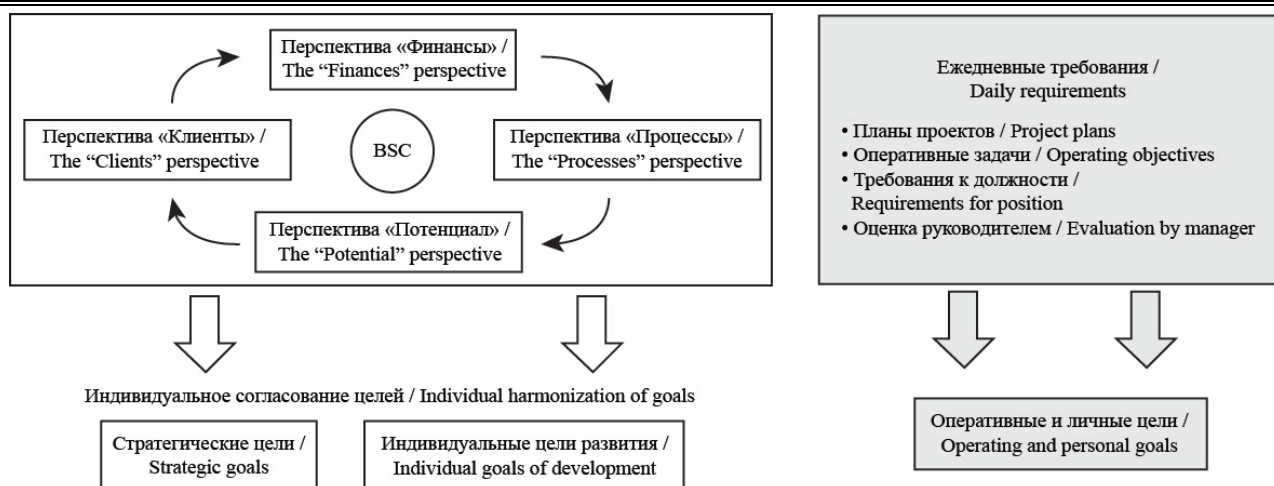 Перспектива «Финансы» /
The “Finances” perspective
Перспектива «Клиенты» /
The “Clients” perspective
BSC
Перспектива «Процессы» /
The “Processes” perspective
Перспектива «Потенциал» /
The “Potential” perspective
Индивидуальное согласование целей / Individual harmonization of goals
Стратегические цели /
Strategic goals
Индивидуальные цели развития /
Individual goals of development
Ежедневные требования /
Daily requirements
• Планы проектов / Project plans
• Оперативные задачи / Operating objectives
• Требования к должности /
Requirements for position
• Оценка руководителем / Evaluation by manager
Оперативные и личные цели /
Operating and personal goals